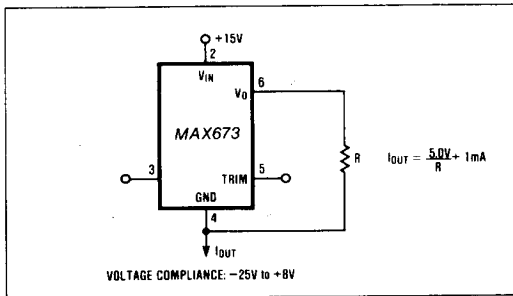 +15V
2
VIN
6
VO
MAX673
3
5
TRIM
R
IOUT = 5.0V/R + 1mA
GND
4
IOUT
VOLTAGE COMPLIANCE: −25V to +8V